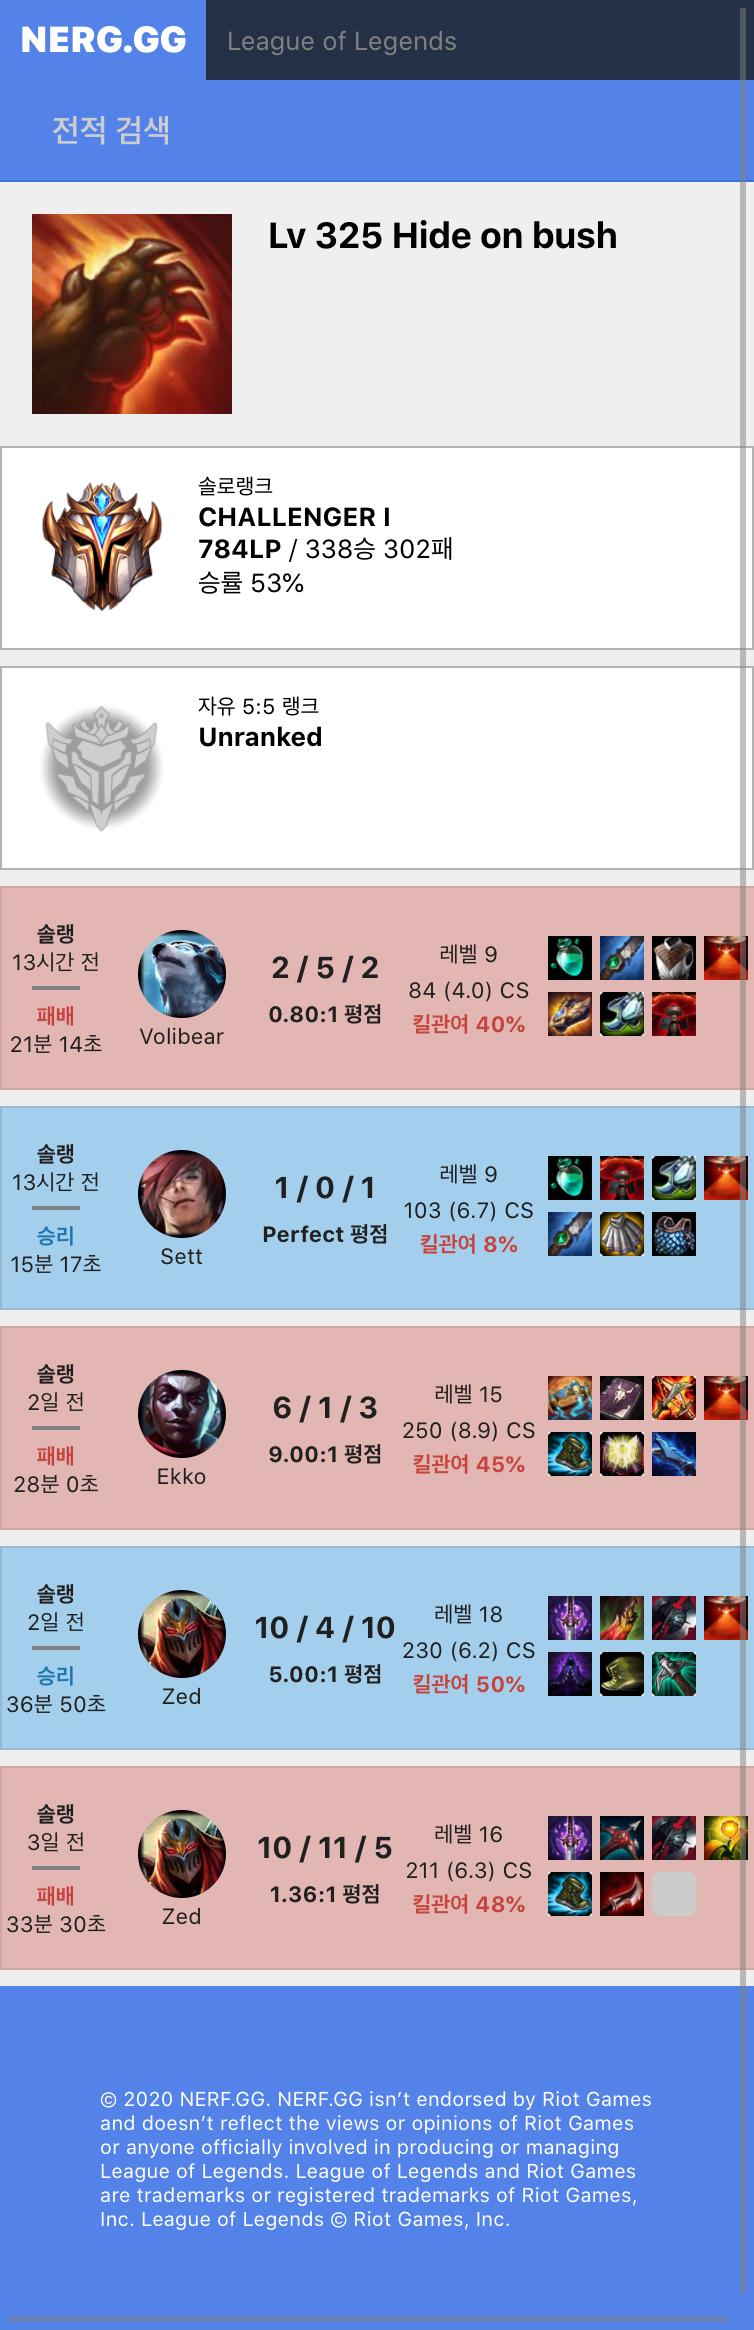 NERG.GG
League of Legends
전적 검색
Lv 325 Hide on bush
솔로랭크
CHALLENGER I
784LP / 338승 302패
승률 53%
자유 5:5 랭크
Unranked
솔랭
13시간 전
패배
21분 14초
Volibear
2 / 5 / 2
0.80:1 평점
레벨 9
84 (4.0) CS
킬관여 40%
솔랭
13시간 전
승리
15분 17초
Sett
1 / 0 / 1
Perfect 평점
레벨 9
103 (6.7) CS
킬관여 8%
솔랭
2일 전
패배
28분 0초
Ekko
6 / 1 / 3
9.00:1 평점
레벨 15
250 (8.9) CS
킬관여 45%
솔랭
2일 전
승리
36분 50초
Zed
10 / 4 / 10
5.00:1 평점
레벨 18
230 (6.2) CS
킬관여 50%
솔랭
3일 전
패배
33분 30초
Zed
10 / 11 / 5
1.36:1 평점
레벨 16
211 (6.3) CS
킬관여 48%
© 2020 NERF.GG. NERF.GG isn’t endorsed by Riot Games
and doesn’t reflect the views or opinions of Riot Games
or anyone officially involved in producing or managing
League of Legends. League of Legends and Riot Games
are trademarks or registered trademarks of Riot Games,
Inc. League of Legends © Riot Games, Inc.